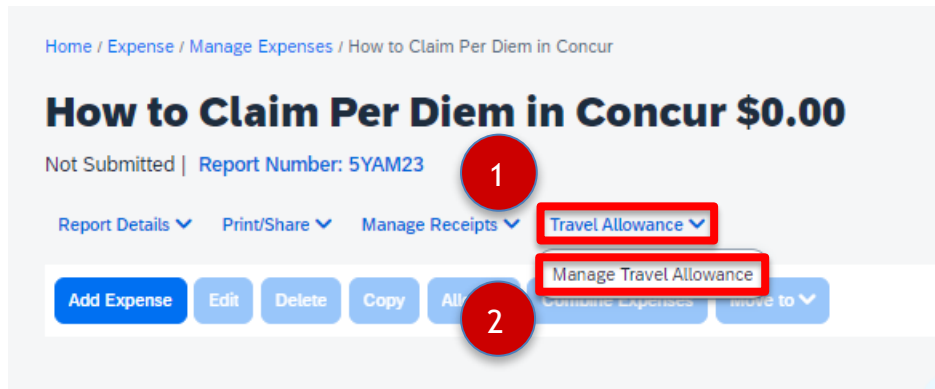 Home / Expense / Manage Expenses / How to Claim Per Diem in Concur
How to Claim Per Diem in Concur $0.00
Not Submitted | Report Number: 5YAM23
1
Report Details Print/Share Manage Receipts Travel Allowance
Manage Travel Allowance
Add Expense Edit Delete Copy Combine Expenses Move to
2